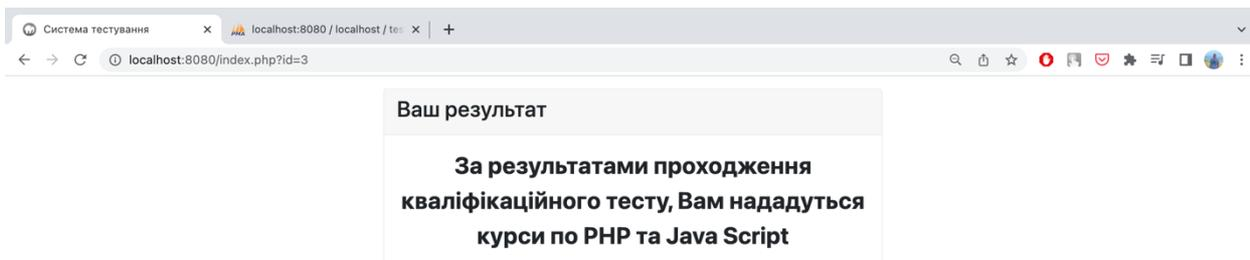 Система тестування
localhost:8080 / localhost / tes
localhost:8080/index.php?id=3
Ваш результат
За результатами проходження
кваліфікаційного тесту, Вам нададуться
курси по PHP та Java Script